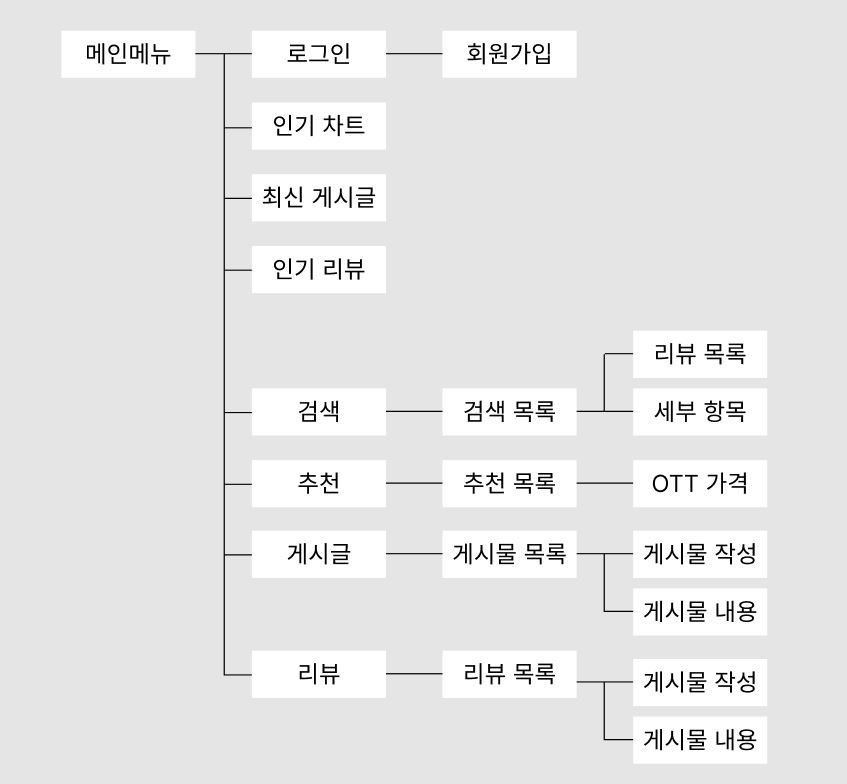 메인메뉴
로그인
회원가입
인기 차트
최신 게시글
인기 리뷰
리뷰 목록
검색
검색 목록
세부 항목
추천
추천 목록
OTT 가격
게시글
게시물 목록
게시물 작성
게시물 내용
리뷰
리뷰 목록
게시물 작성
게시물 내용